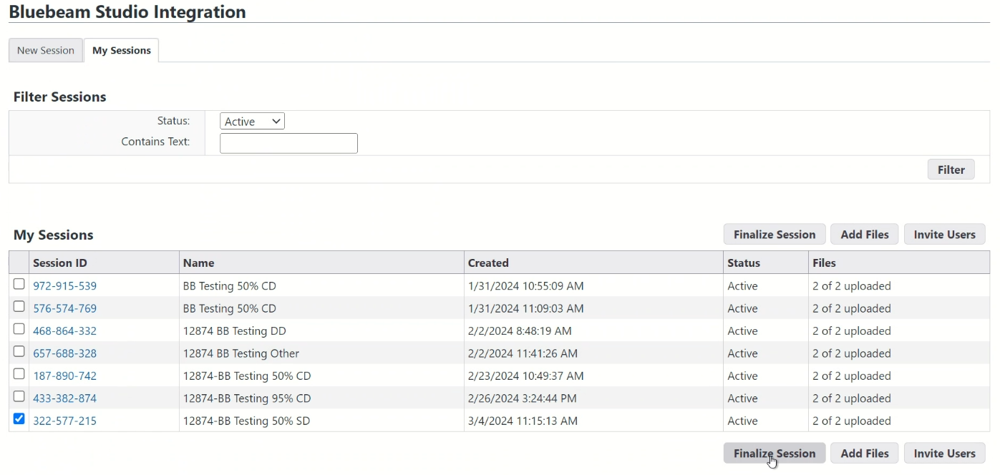 Bluebeam Studio Integration
New Session My Sessions
Filter Sessions
Status: Active
Contains Text:
Filter
My Sessions Finalize Session Add Files Invite Users
Session ID Name Created Status Files
972-915-539 BB Testing 50% CD 1/31/2024 10:55:09 AM Active 2 of 2 uploaded
576-574-769 BB Testing 50% CD 1/31/2024 11:09:03 AM Active 2 of 2 uploaded
468-864-332 12874 BB Testing DD 2/2/2024 8:48:19 AM Active 2 of 2 uploaded
657-688-328 12874 BB Testing Other 2/2/2024 11:41:26 AM Active 2 of 2 uploaded
187-890-742 12874-BB Testing 50% CD 2/23/2024 10:49:37 AM Active 2 of 2 uploaded
433-382-874 12874-BB Testing 95% CD 2/26/2024 3:24:44 PM Active 2 of 2 uploaded
322-577-215 12874-BB Testing 50% SD 3/4/2024 11:15:13 AM Active 2 of 2 uploaded
Finalize Session Add Files Invite Users